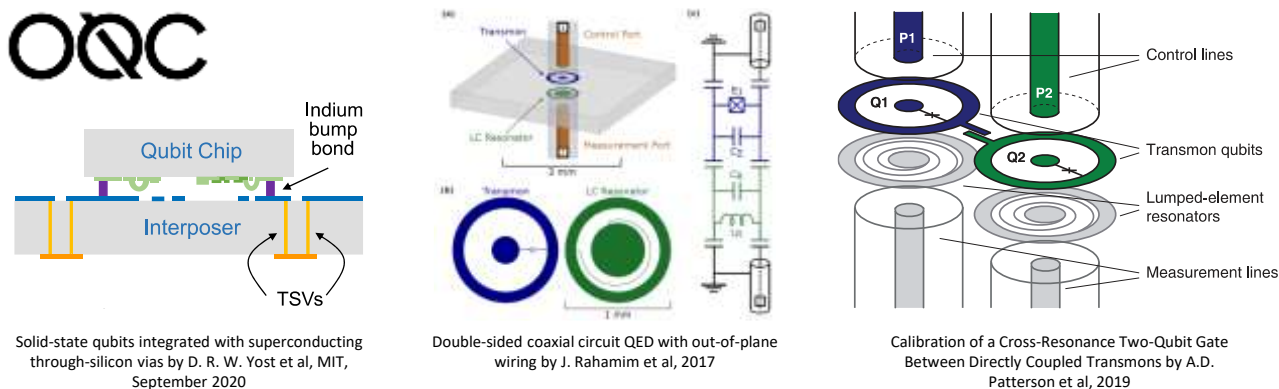 OQC
Qubit Chip
Indium
bump
bond
Interposer
TSVs
Solid-state qubits integrated with superconducting
through-silicon vias by D. R. W. Yost et al, MIT,
September 2020
(a)
Transmon
Control Port
LC Resonator
Measurement Port
2 mm
(b)
Transmon
LC Resonator
1 mm
(c)
Double-sided coaxial circuit QED with out-of-plane
wiring by J. Rahamim et al, 2017
P1
P2
Q1
Q2
Control lines
Transmon qubits
Lumped-element
resonators
Measurement lines
Calibration of a Cross-Resonance Two-Qubit Gate
Between Directly Coupled Transmons by A.D.
Patterson et al, 2019